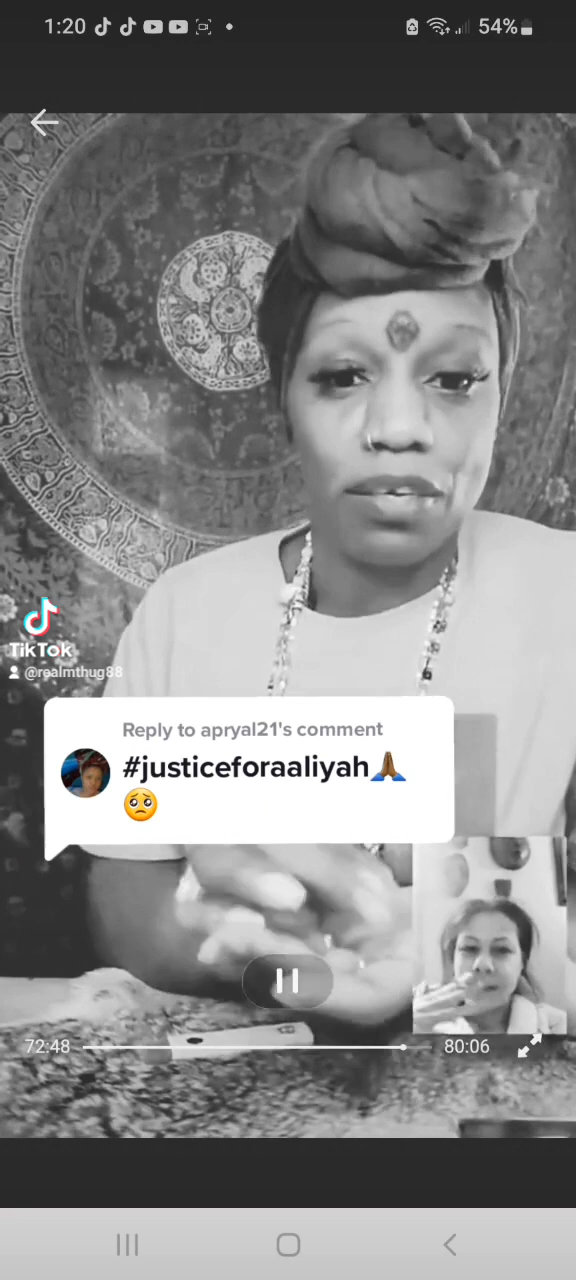 1:20
54%
TikTok
@realmthug88
Reply to apryal21's comment
#justiceforaaliyah🙏🏾
🥺
72:48
80:06